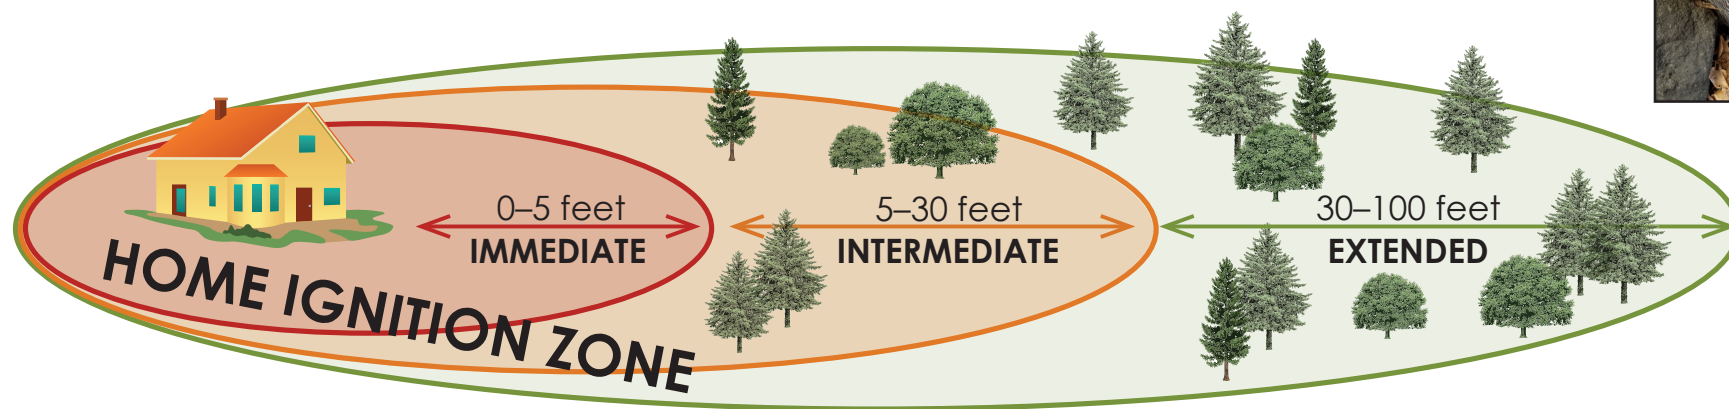 0–5 feet
IMMEDIATE
5–30 feet
INTERMEDIATE
30–100 feet
EXTENDED
HOME IGNITION ZONE